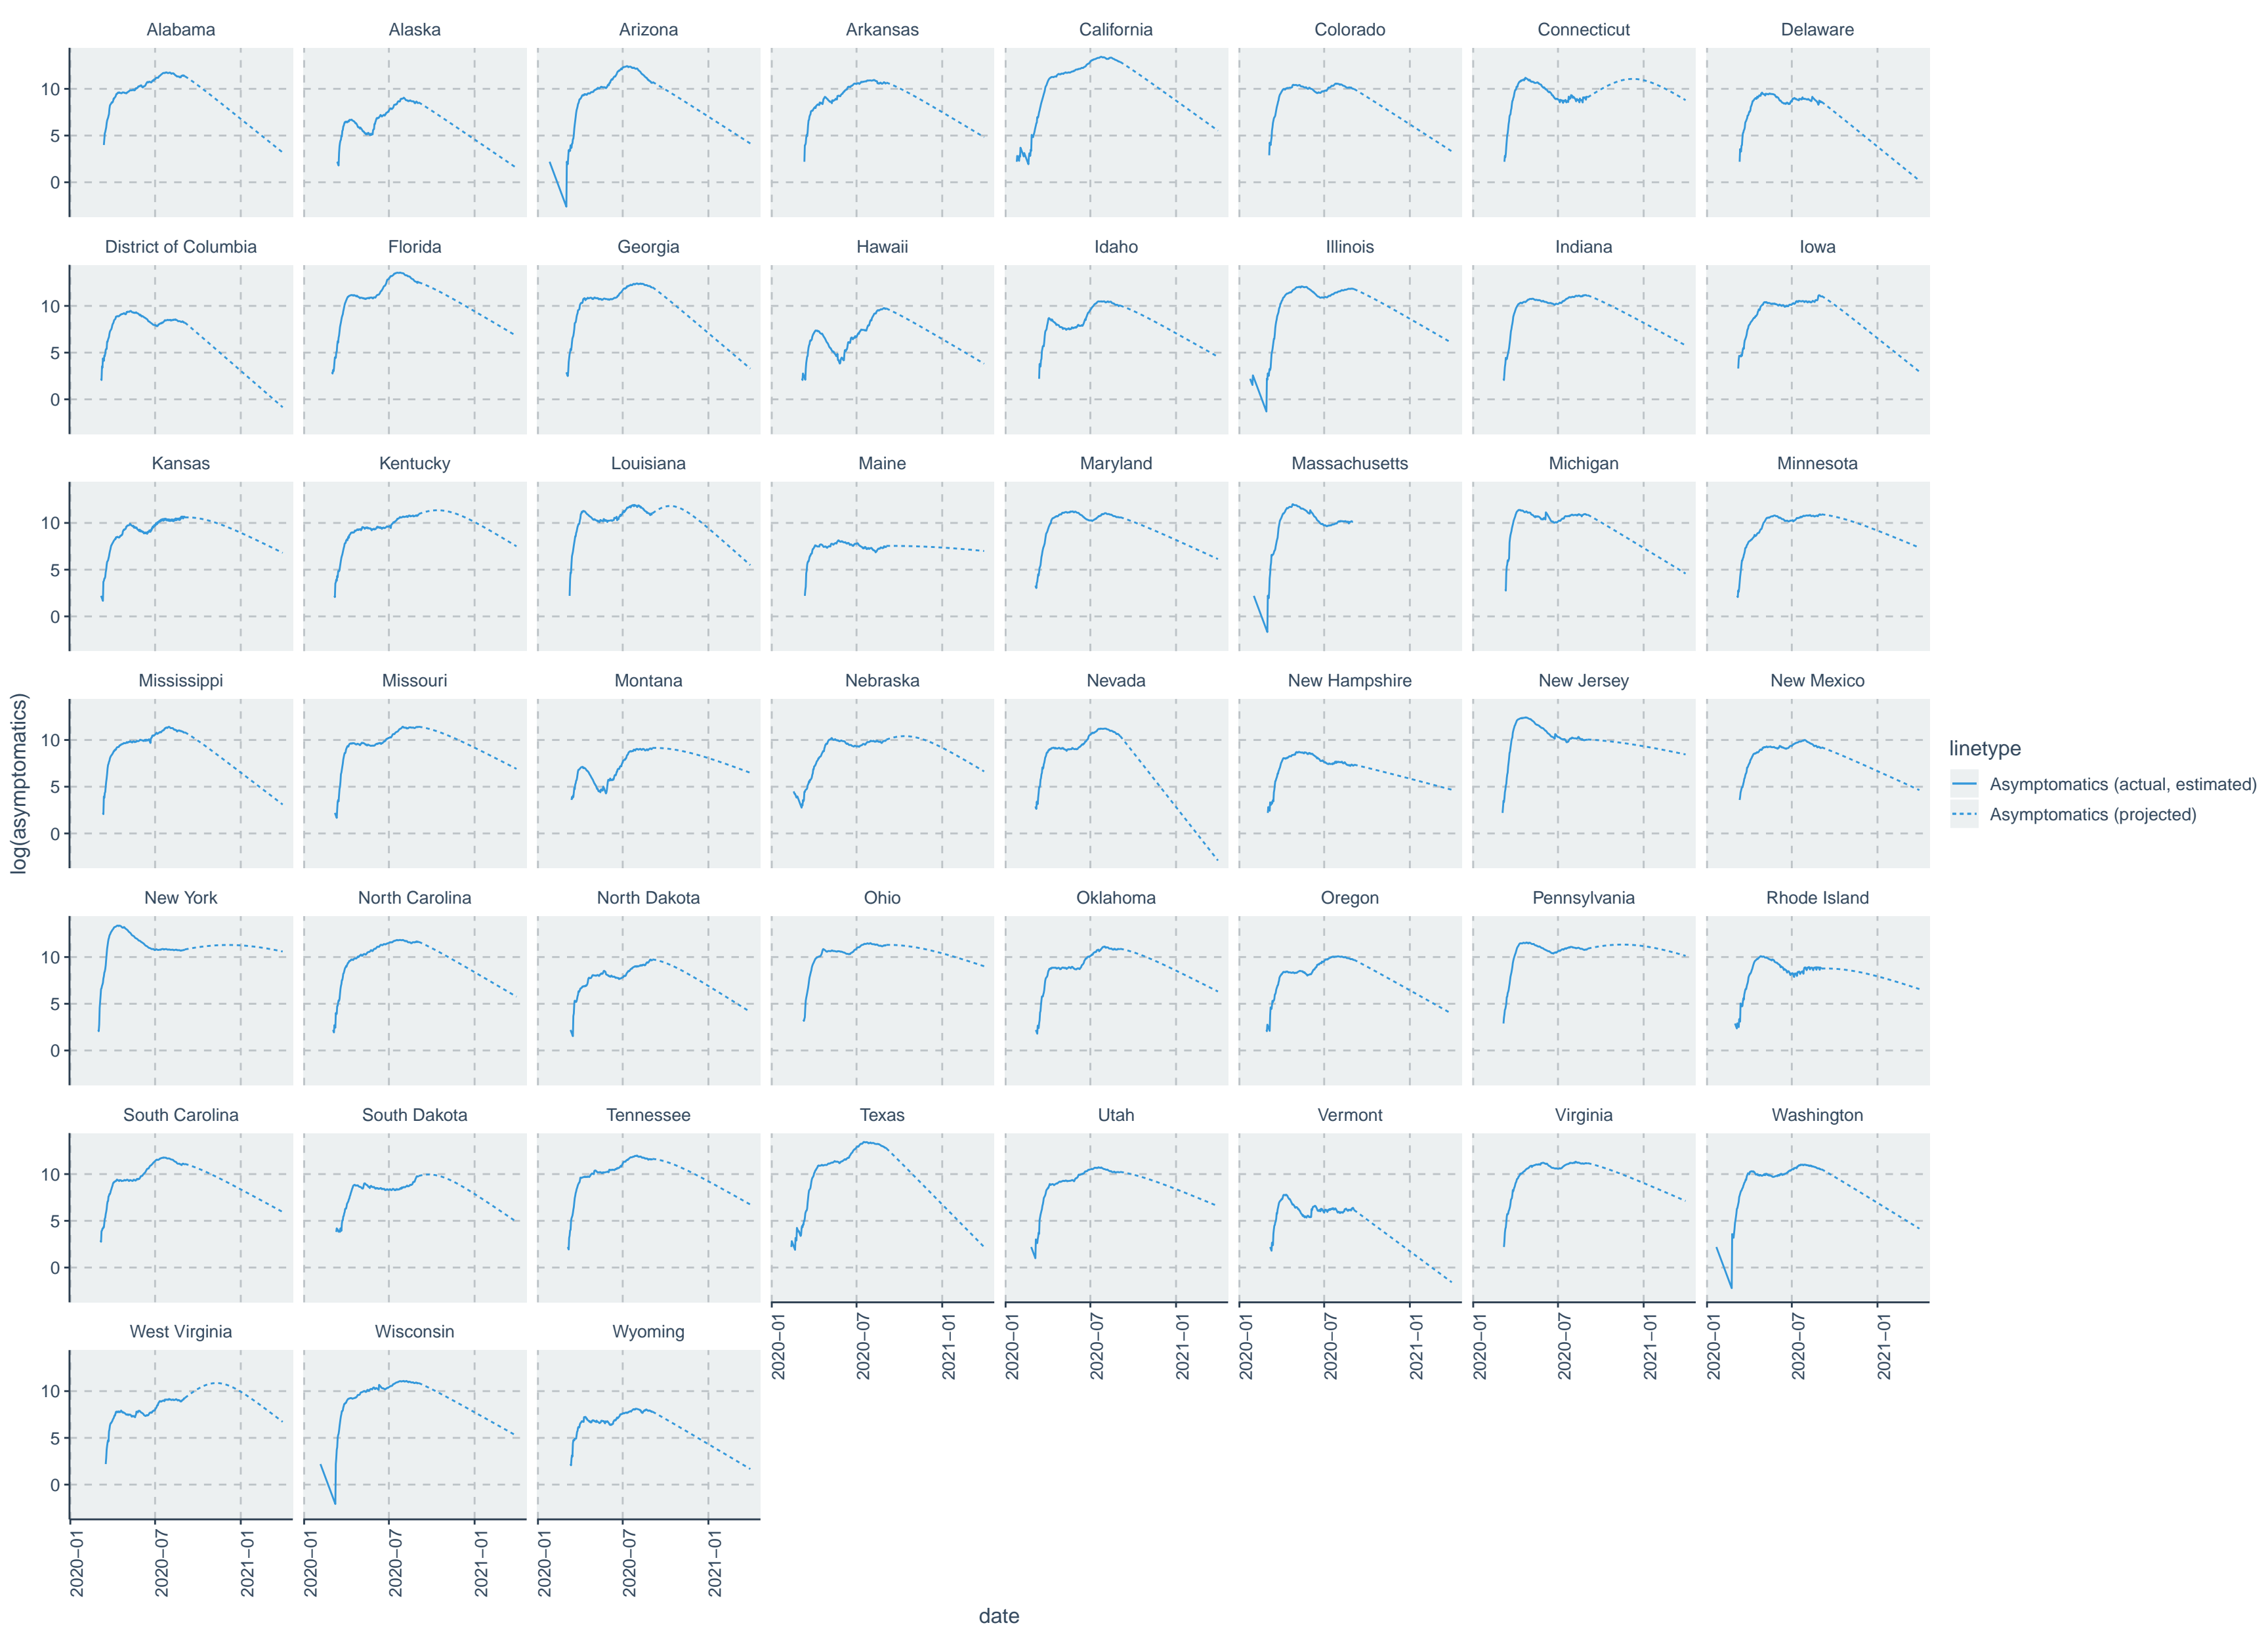 Alabama Alaska Arizona Arkansas California Colorado Connecticut Delaware
10
5
0
District of Columbia Florida Georgia Hawaii Idaho Illinois Indiana Iowa
10
5
0
Kansas Kentucky Louisiana Maine Maryland Massachusetts Michigan Minnesota
10
5
0
Mississippi Missouri Montana Nebraska Nevada New Hampshire New Jersey New Mexico
10
5
0
log(asymptomatics)
linetype
Asymptomatics (actual, estimated)
Asymptomatics (projected)
New York North Carolina North Dakota Ohio Oklahoma Oregon Pennsylvania Rhode Island
10
5
0
South Carolina South Dakota Tennessee Texas Utah Vermont Virginia Washington
10
5
0
2020−01 2020−07 2021−01 2020−01 2020−07 2021−01 2020−01 2020−07 2021−01 2020−01 2020−07 2021−01 2020−01 2020−07 2021−01
West Virginia Wisconsin Wyoming
10
5
0
2020−01 2020−07 2021−01 2020−01 2020−07 2021−01 2020−01 2020−07 2021−01
date